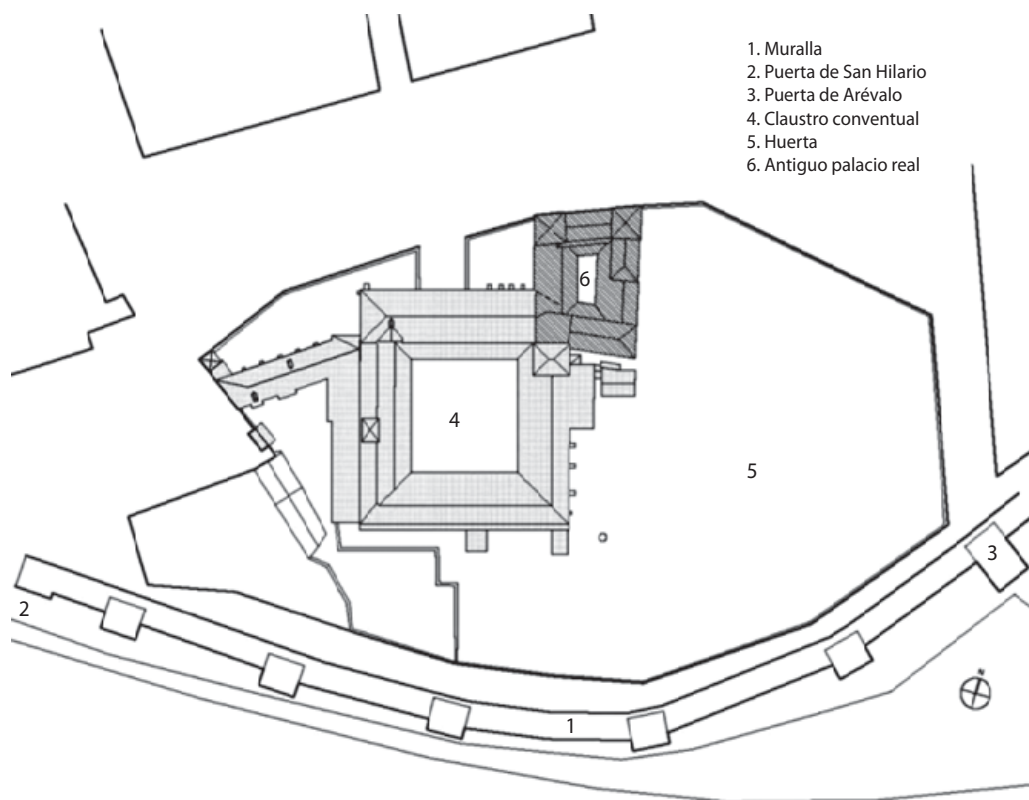 1. Muralla
2. Puerta de San Hilario
3. Puerta de Arévalo
4. Claustro conventual
5. Huerta
6. Antiguo palacio real
6
4
5
3
2
1
N